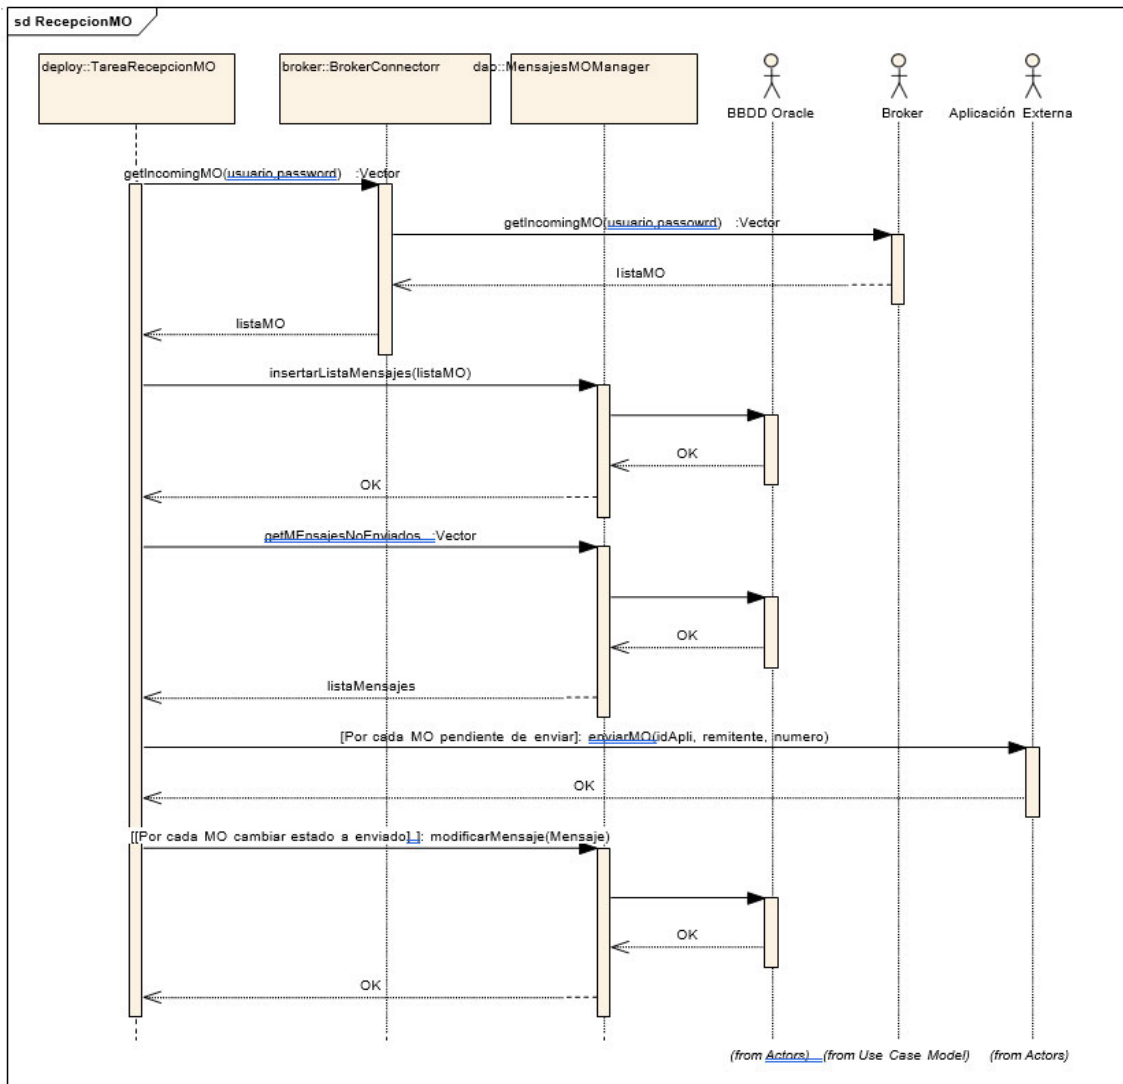 sd RecepcionMO
deploy::TareaRecepcionMO
broker::BrokerConnectorr
dao::MensajesMOManager
BBDD Oracle
Broker
Aplicación Externa
getIncomingMO(usuario,password) :Vector
getIncomingMO(usuario,passowrd) :Vector
listaMO
listaMO
insertarListaMensajes(listaMO)
OK
OK
getMEnsajesNoEnviados :Vector
OK
listaMensajes
[Por cada MO pendiente de enviar]: enviarMO(idApli, remitente, numero)
OK
[[Por cada MO cambiar estado a enviado] ]: modificarMensaje(Mensaje)
OK
OK
(from Actors)
(from Use Case Model)
(from Actors)